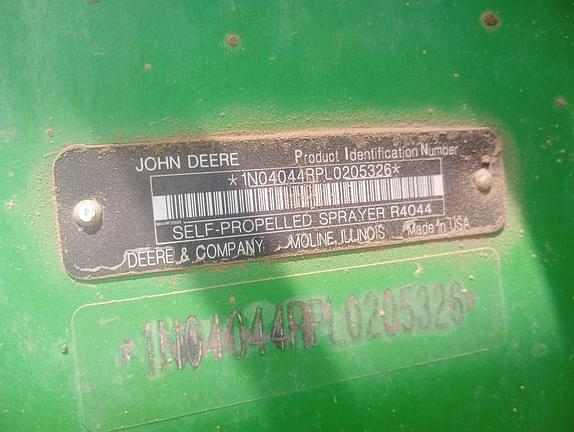 JOHN DEERE Product Identification Number
*1N04044RPL0205326*
SELF-PROPELLED SPRAYER R4044
DEERE & COMPANY MOLINE, ILLINOIS Made In USA
*1N04044RPL0205326*